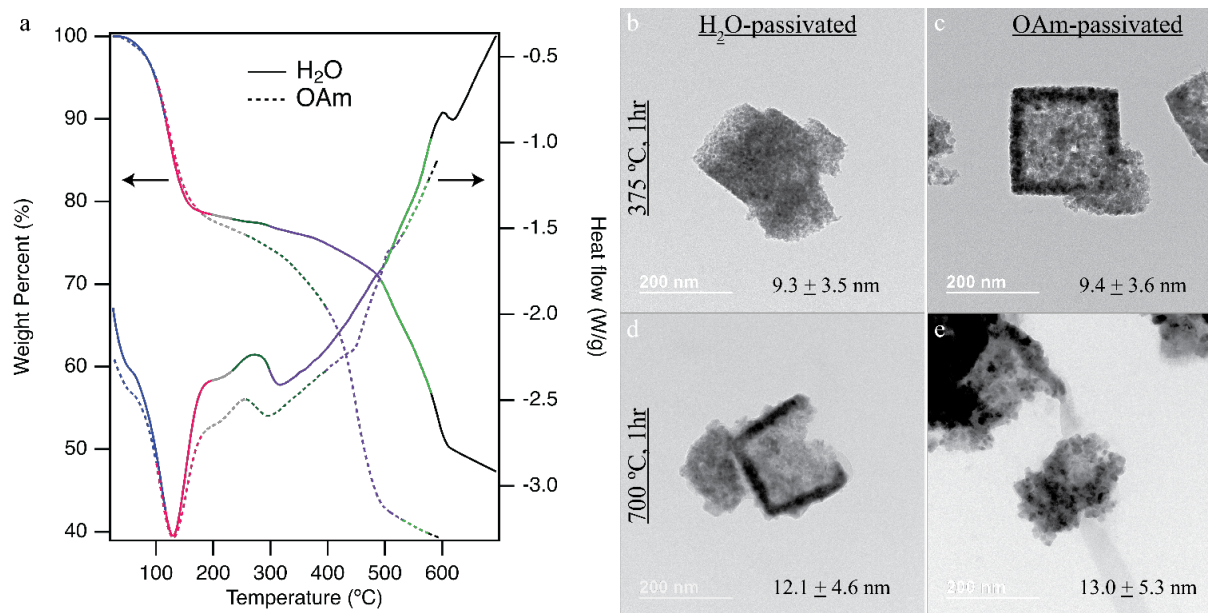 a
100
90
80
70
60
50
40
Weight Percent (%)
H₂O
OAm
-0.5
-1.0
-1.5
-2.0
-2.5
-3.0
Heat flow (W/g)
100 200 300 400 500 600
Temperature (ºC)
b
H₂O-passivated
c
OAm-passivated
375 ºC, 1hr
200 nm
9.3 ± 3.5 nm
200 nm
9.4 ± 3.6 nm
d
e
700 ºC, 1hr
200 nm
12.1 ± 4.6 nm
200 nm
13.0 ± 5.3 nm